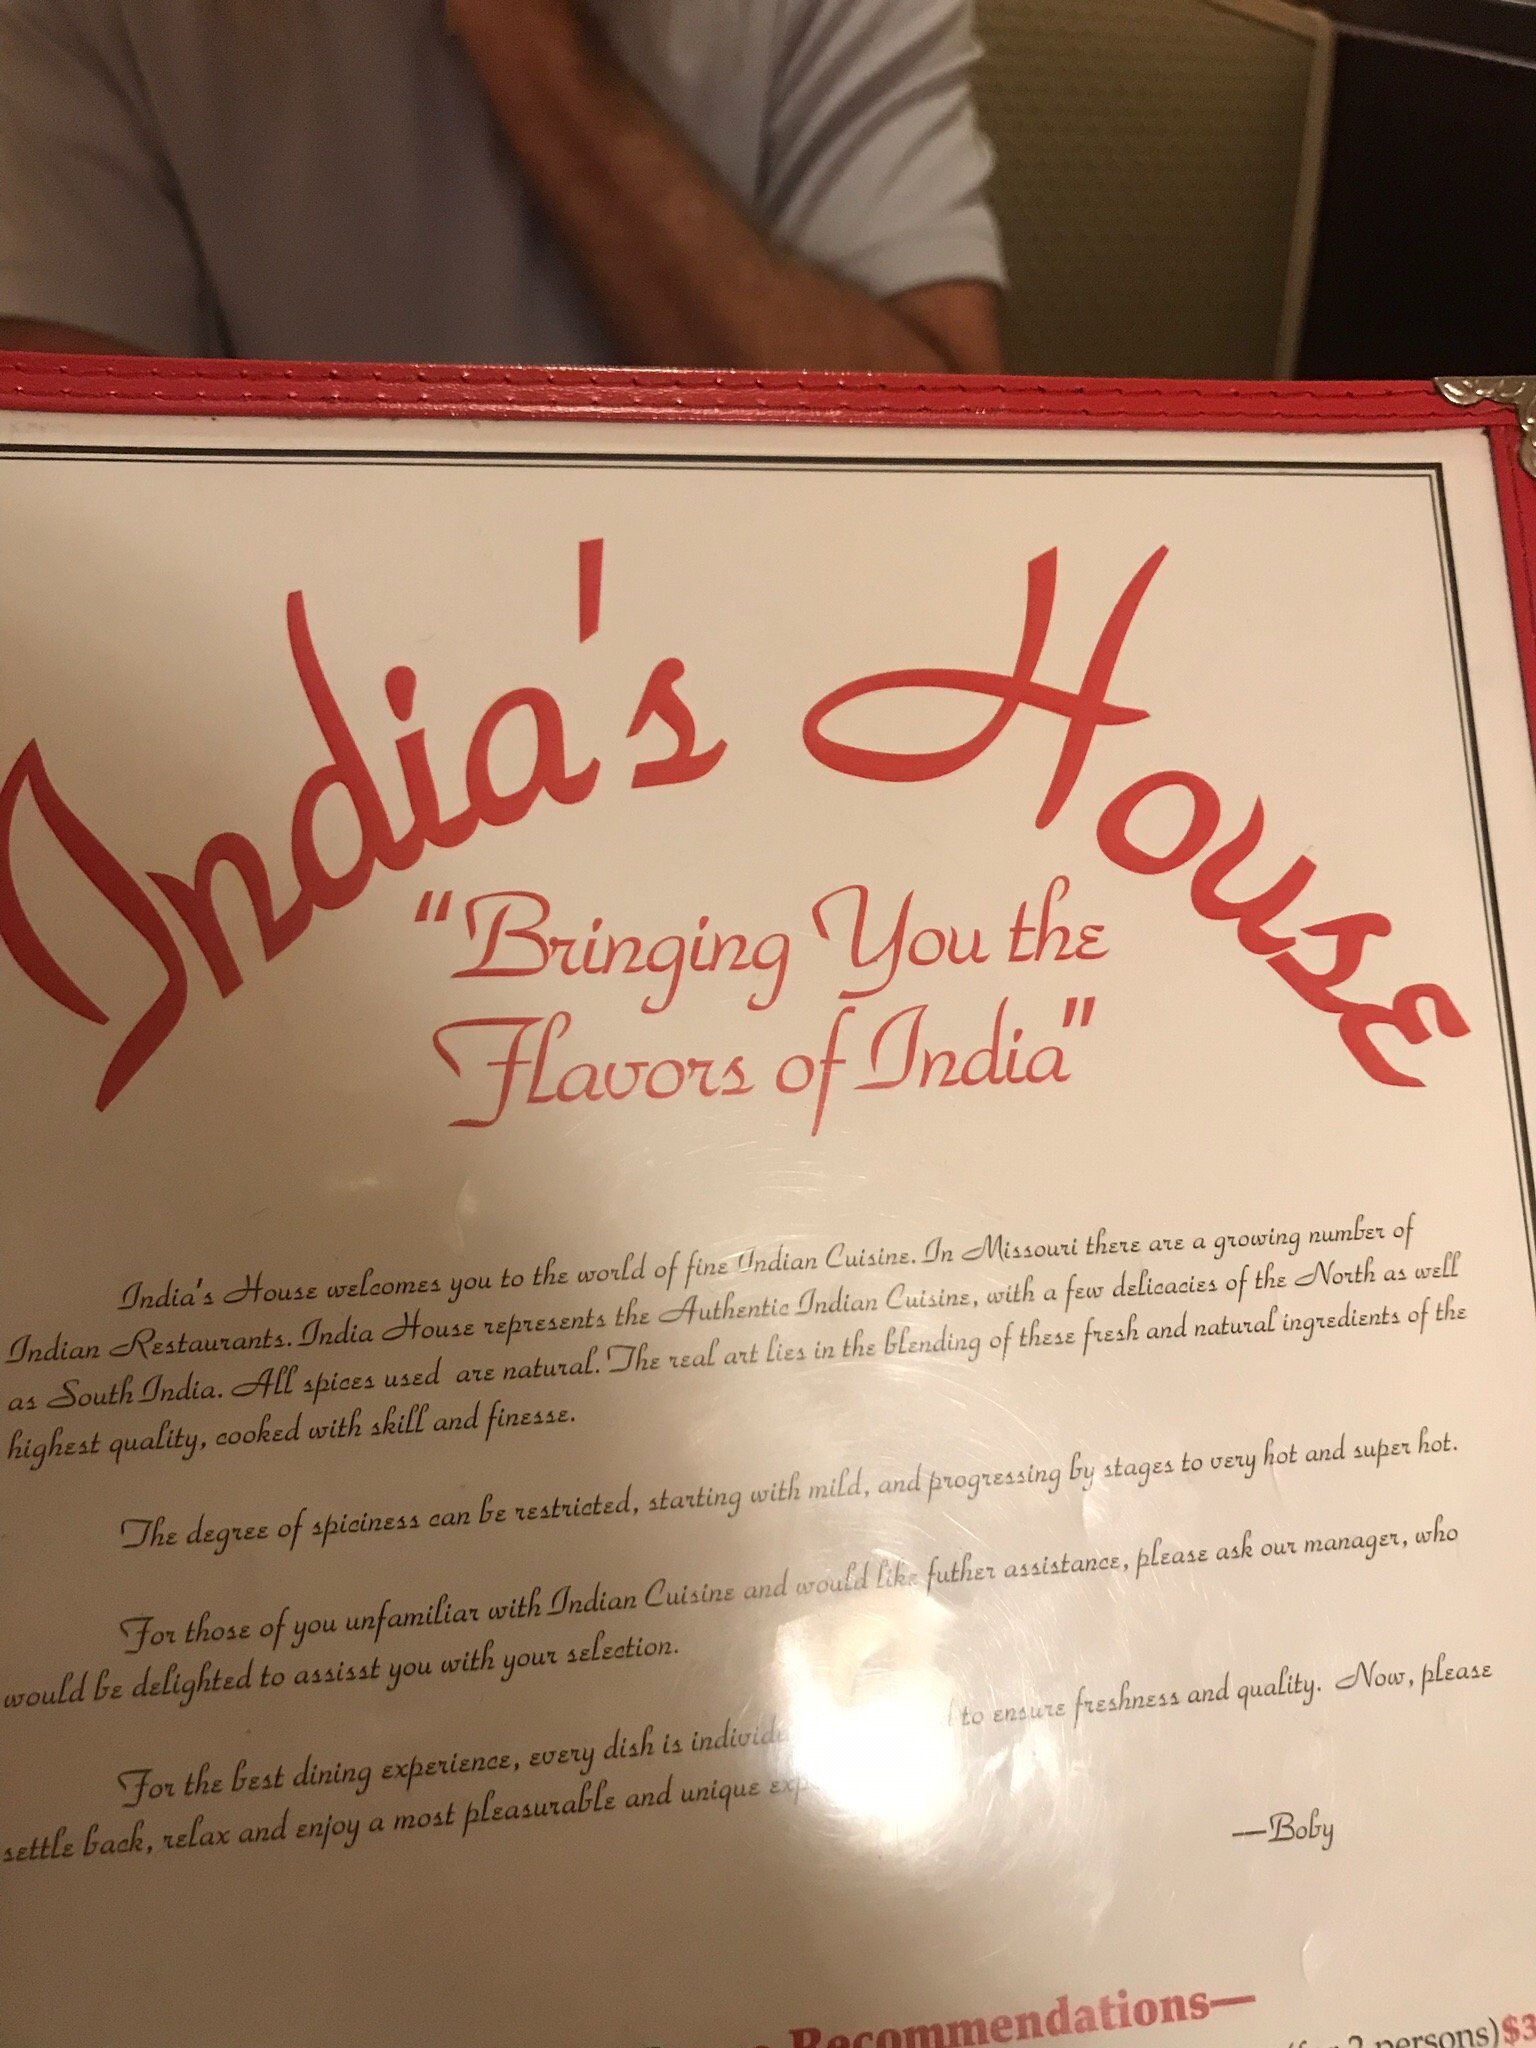 India's House
"Bringing You the
Flavors of India"
India's House welcomes you to the world of fine Indian Cuisine. In Missouri there are a growing number of
Indian Restaurants. India House represents the Authentic Indian Cuisine, with a few delicacies of the North as well
as South India. All spices used are natural. The real art lies in the blending of these fresh and natural ingredients of the
highest quality, cooked with skill and finesse.
The degree of spiciness can be restricted, starting with mild, and progressing by stages to very hot and super hot.
For those of you unfamiliar with Indian Cuisine and would like futher assistance, please ask our manager, who
would be delighted to assisst you with your selection.
For the best dining experience, every dish is to ensure freshness and quality. Now, please
settle back, relax and enjoy a most pleasurable and unique
—Boby
Recommendations—
2 persons) $3